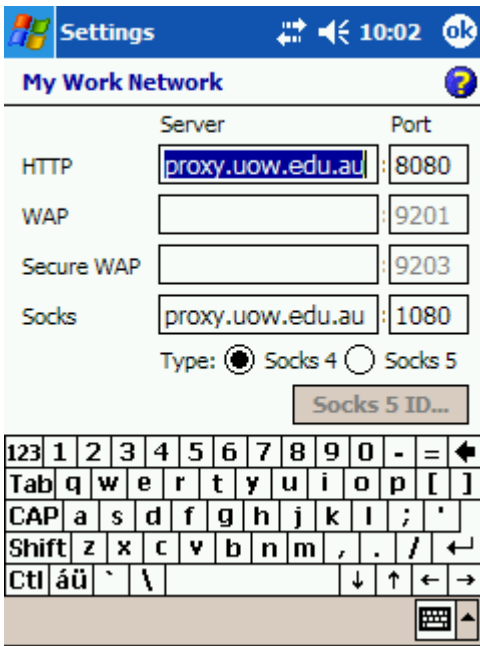 Settings 10:02 ok
My Work Network ?
Server Port
HTTP proxy.uow.edu.au : 8080
WAP : 9201
Secure WAP : 9203
Socks proxy.uow.edu.au : 1080
Type: Socks 4 Socks 5
Socks 5 ID...
123 1 2 3 4 5 6 7 8 9 0 - = 🡄
Tab q w e r t y u i o p [ ]
CAP a s d f g h j k l ; '
Shift z x c v b n m , . / ↵
Ctl áü ` \ ↓ ↑ ← →